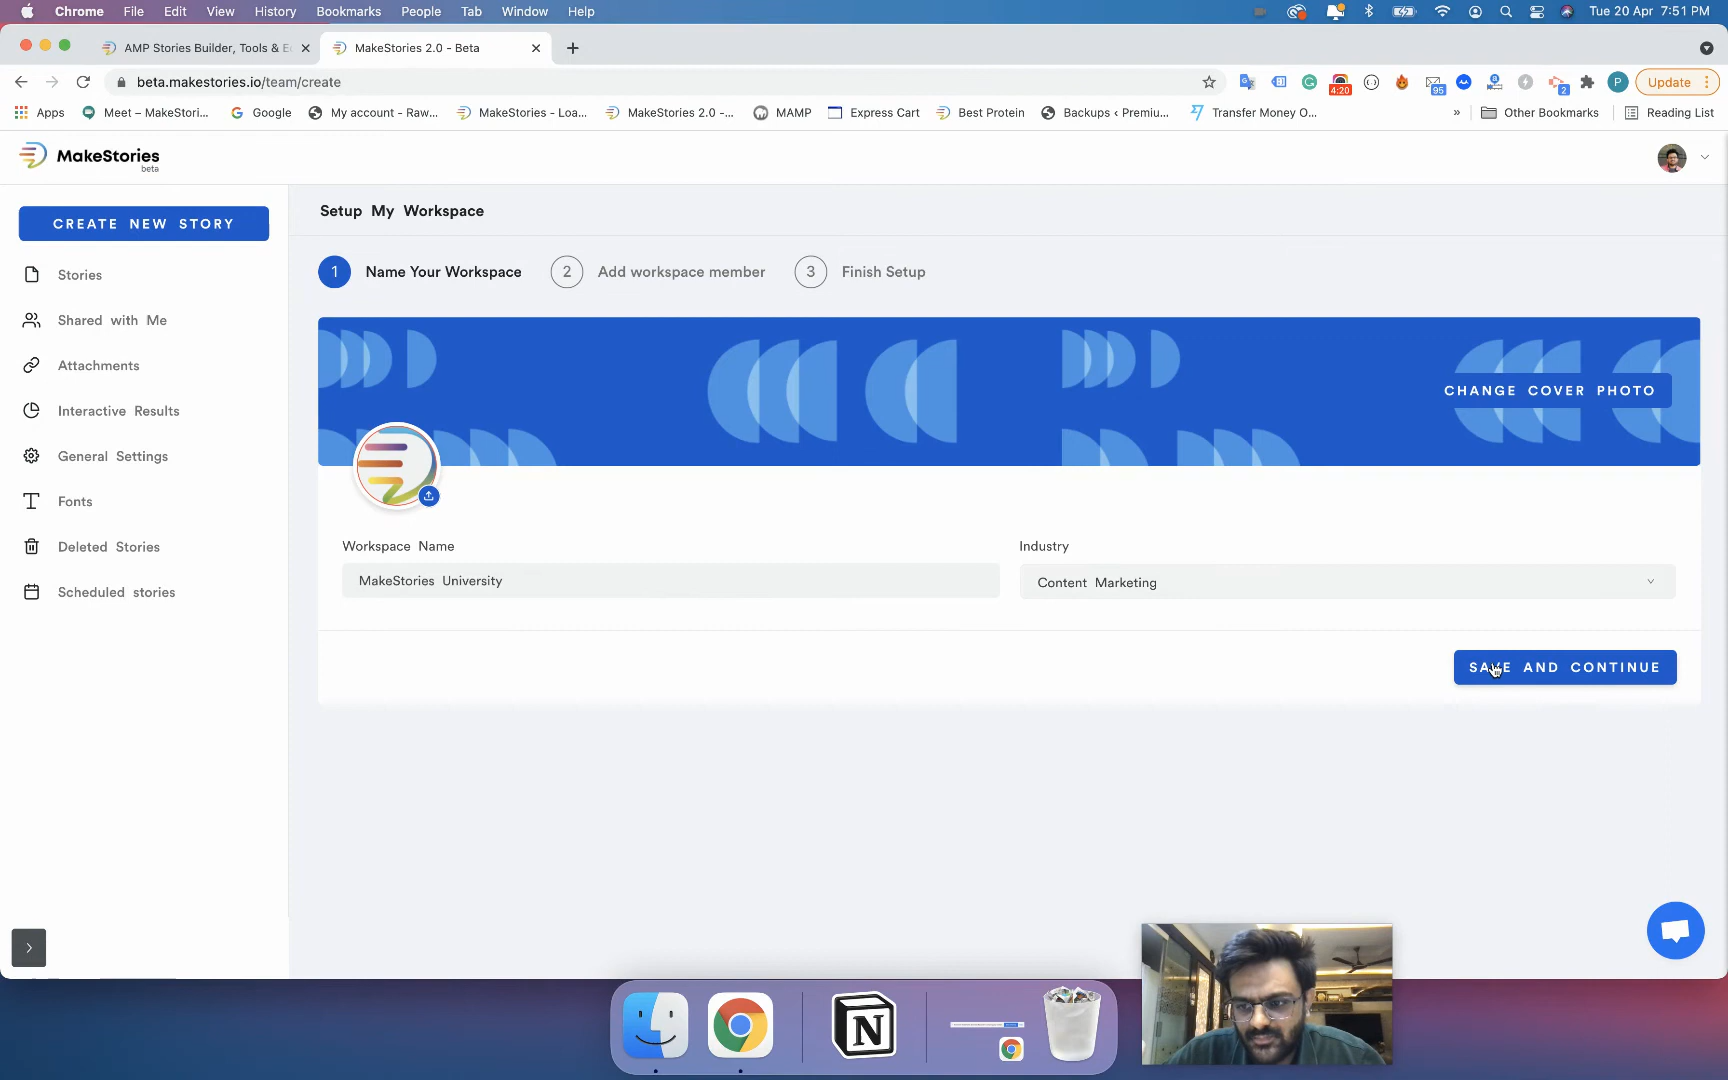 Chrome File Edit View History Bookmarks People Tab Window Help Tue 20 Apr 7:51 PM
AMP Stories Builder, Tools & E MakeStories 2.0 - Beta
beta.makestories.io/team/create 4:20 95 2 P Update
Apps Meet – MakeStori... Google My account - Raw... MakeStories - Loa... MakeStories 2.0 -... MAMP Express Cart Best Protein Backups ‹ Premiu... Transfer Money O... » Other Bookmarks Reading List
MakeStories
beta
CREATE NEW STORY
Stories
Shared with Me
Attachments
Interactive Results
General Settings
Fonts
Deleted Stories
Scheduled stories
Setup My Workspace
1 Name Your Workspace 2 Add workspace member 3 Finish Setup
CHANGE COVER PHOTO
Workspace Name Industry
MakeStories University Content Marketing
SAVE AND CONTINUE